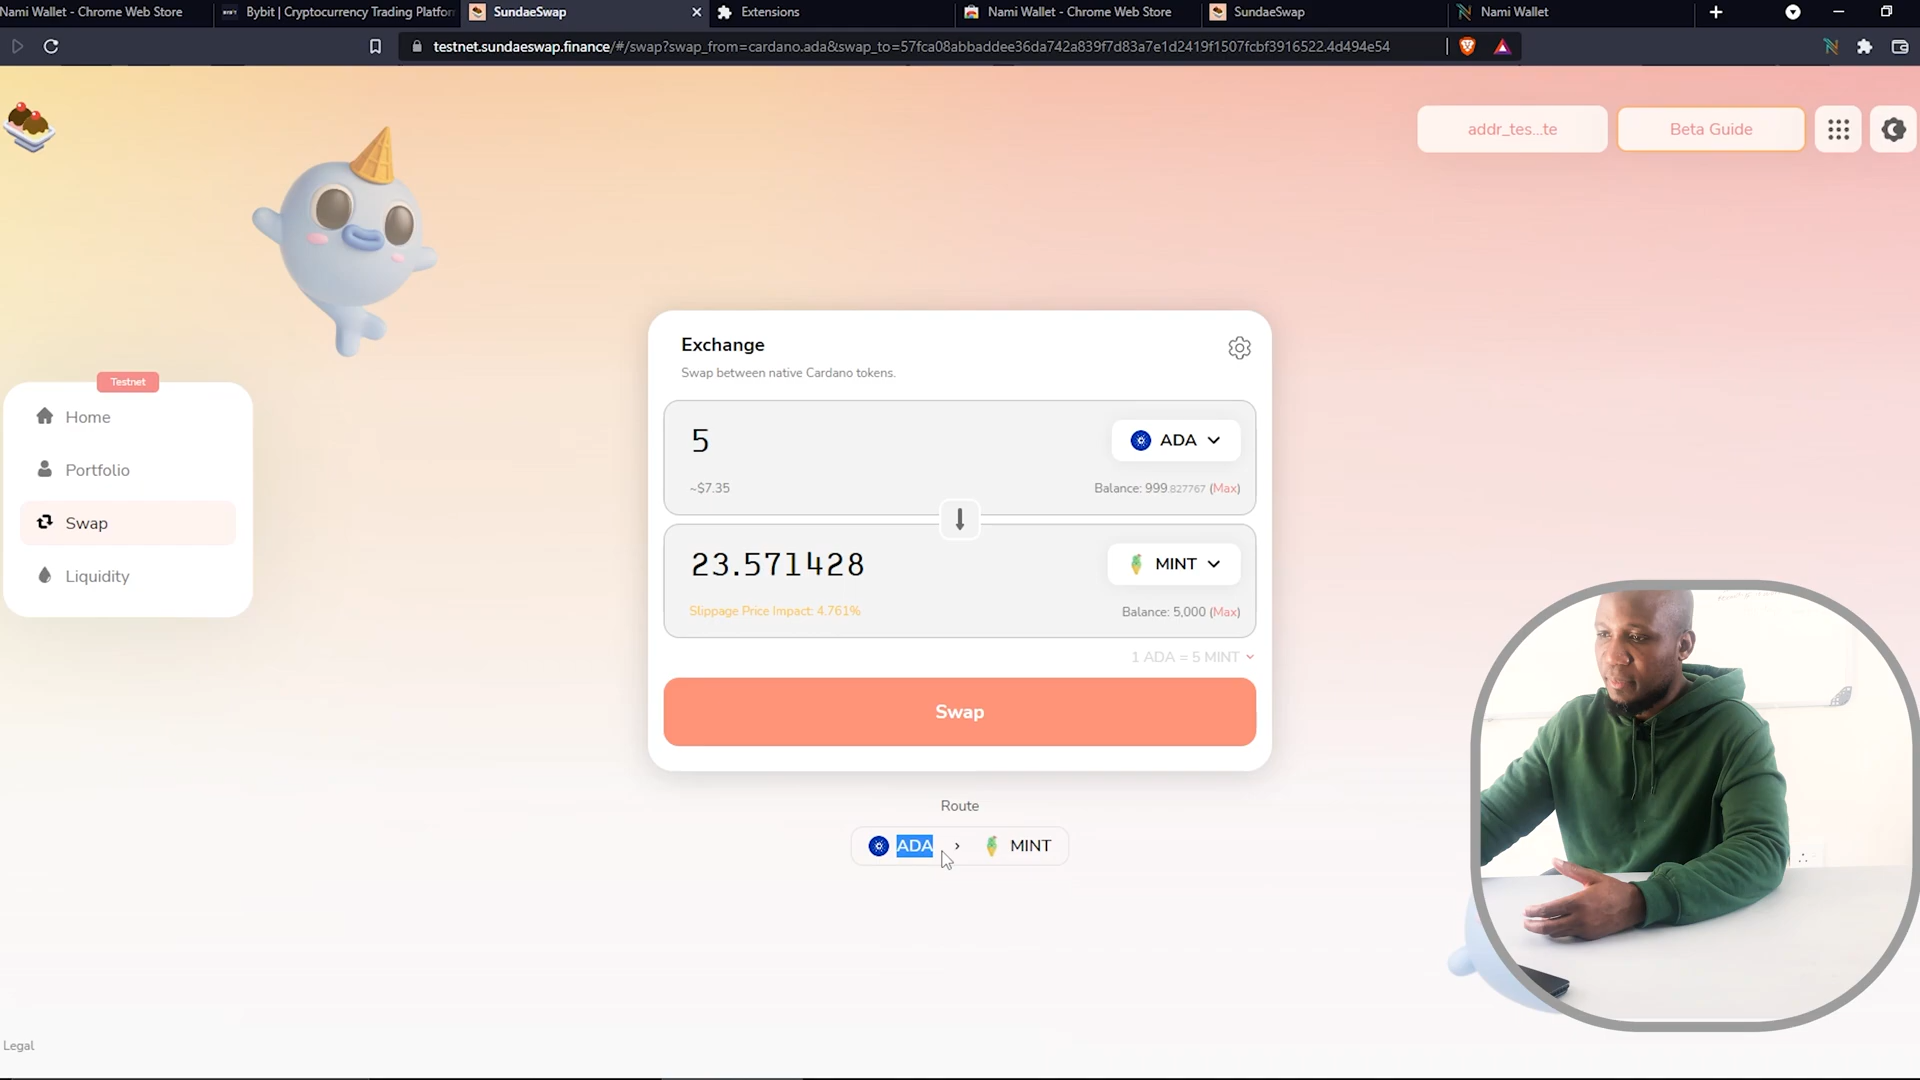 Nami Wallet - Chrome Web Store
Bybit | Cryptocurrency Trading Platfor
SundaeSwap
Extensions
Nami Wallet - Chrome Web Store
SundaeSwap
Nami Wallet
testnet.sundaeswap.finance/#/swap?swap_from=cardano.ada&swap_to=57fca08abbaddee36da742a839f7d83a7e1d2419f1507fcbf3916522.4d494e54
addr_tes...te
Beta Guide
Testnet
Home
Portfolio
Swap
Liquidity
Exchange
Swap between native Cardano tokens.
5
ADA
~$7.35
Balance: 999.827767 (Max)
23.571428
MINT
Slippage Price Impact: 4.761%
Balance: 5,000 (Max)
1 ADA = 5 MINT
Swap
Route
ADA > MINT
Legal